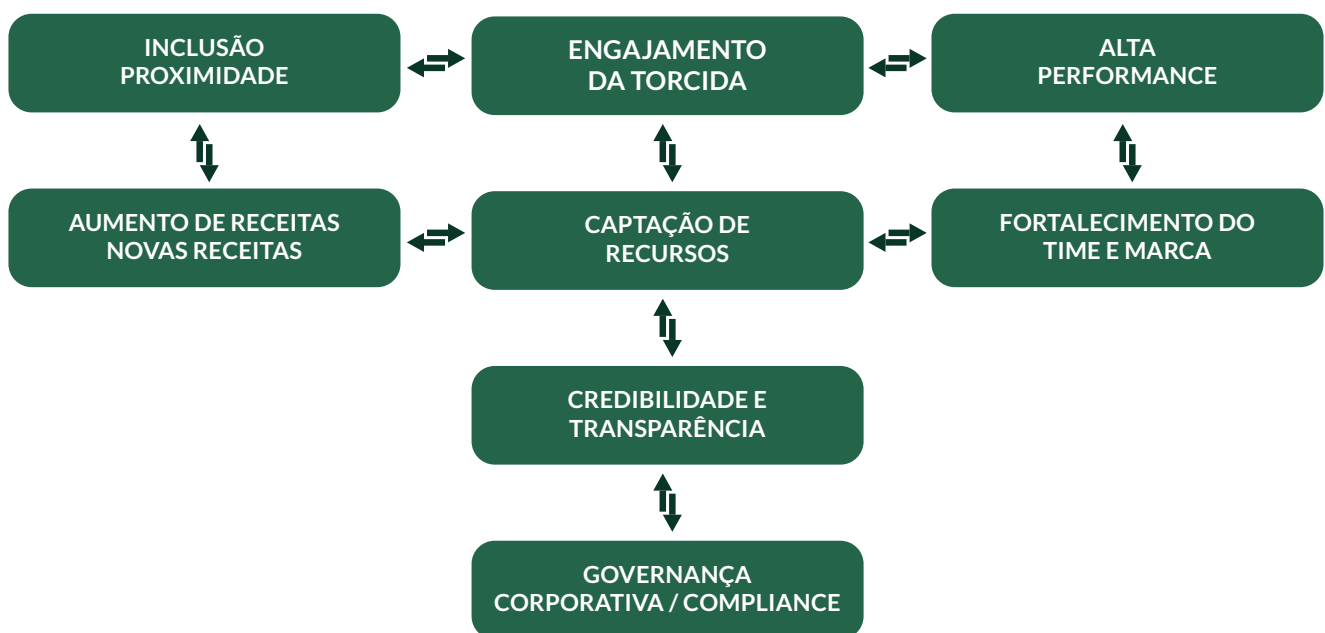 INCLUSÃO
PROXIMIDADE
ENGAJAMENTO
DA TORCIDA
ALTA
PERFORMANCE
AUMENTO DE RECEITAS
NOVAS RECEITAS
CAPTAÇÃO DE
RECURSOS
FORTALECIMENTO DO
TIME E MARCA
CREDIBILIDADE E
TRANSPARÊNCIA
GOVERNANÇA
CORPORATIVA / COMPLIANCE